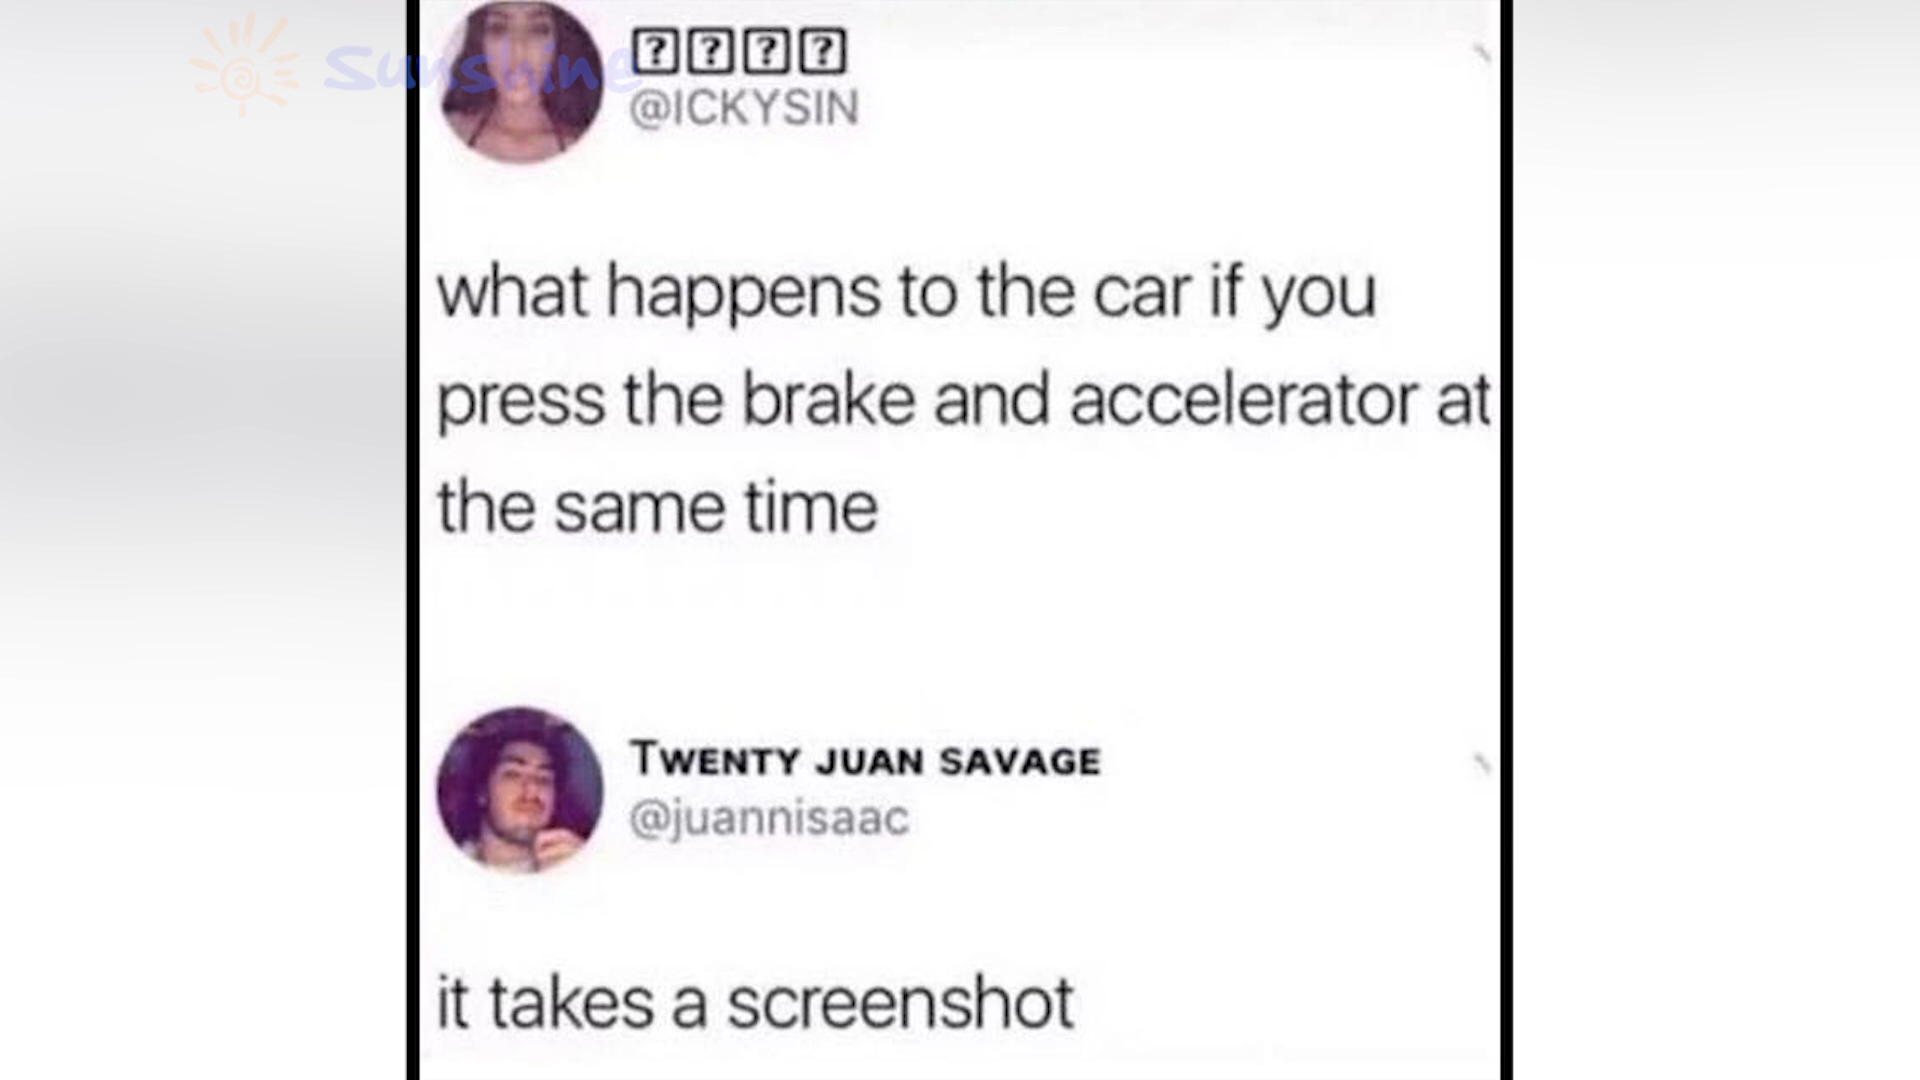 Sunshine
????
@ICKYSIN
what happens to the car if you
press the brake and accelerator at
the same time
TWENTY JUAN SAVAGE
@juannisaac
it takes a screenshot